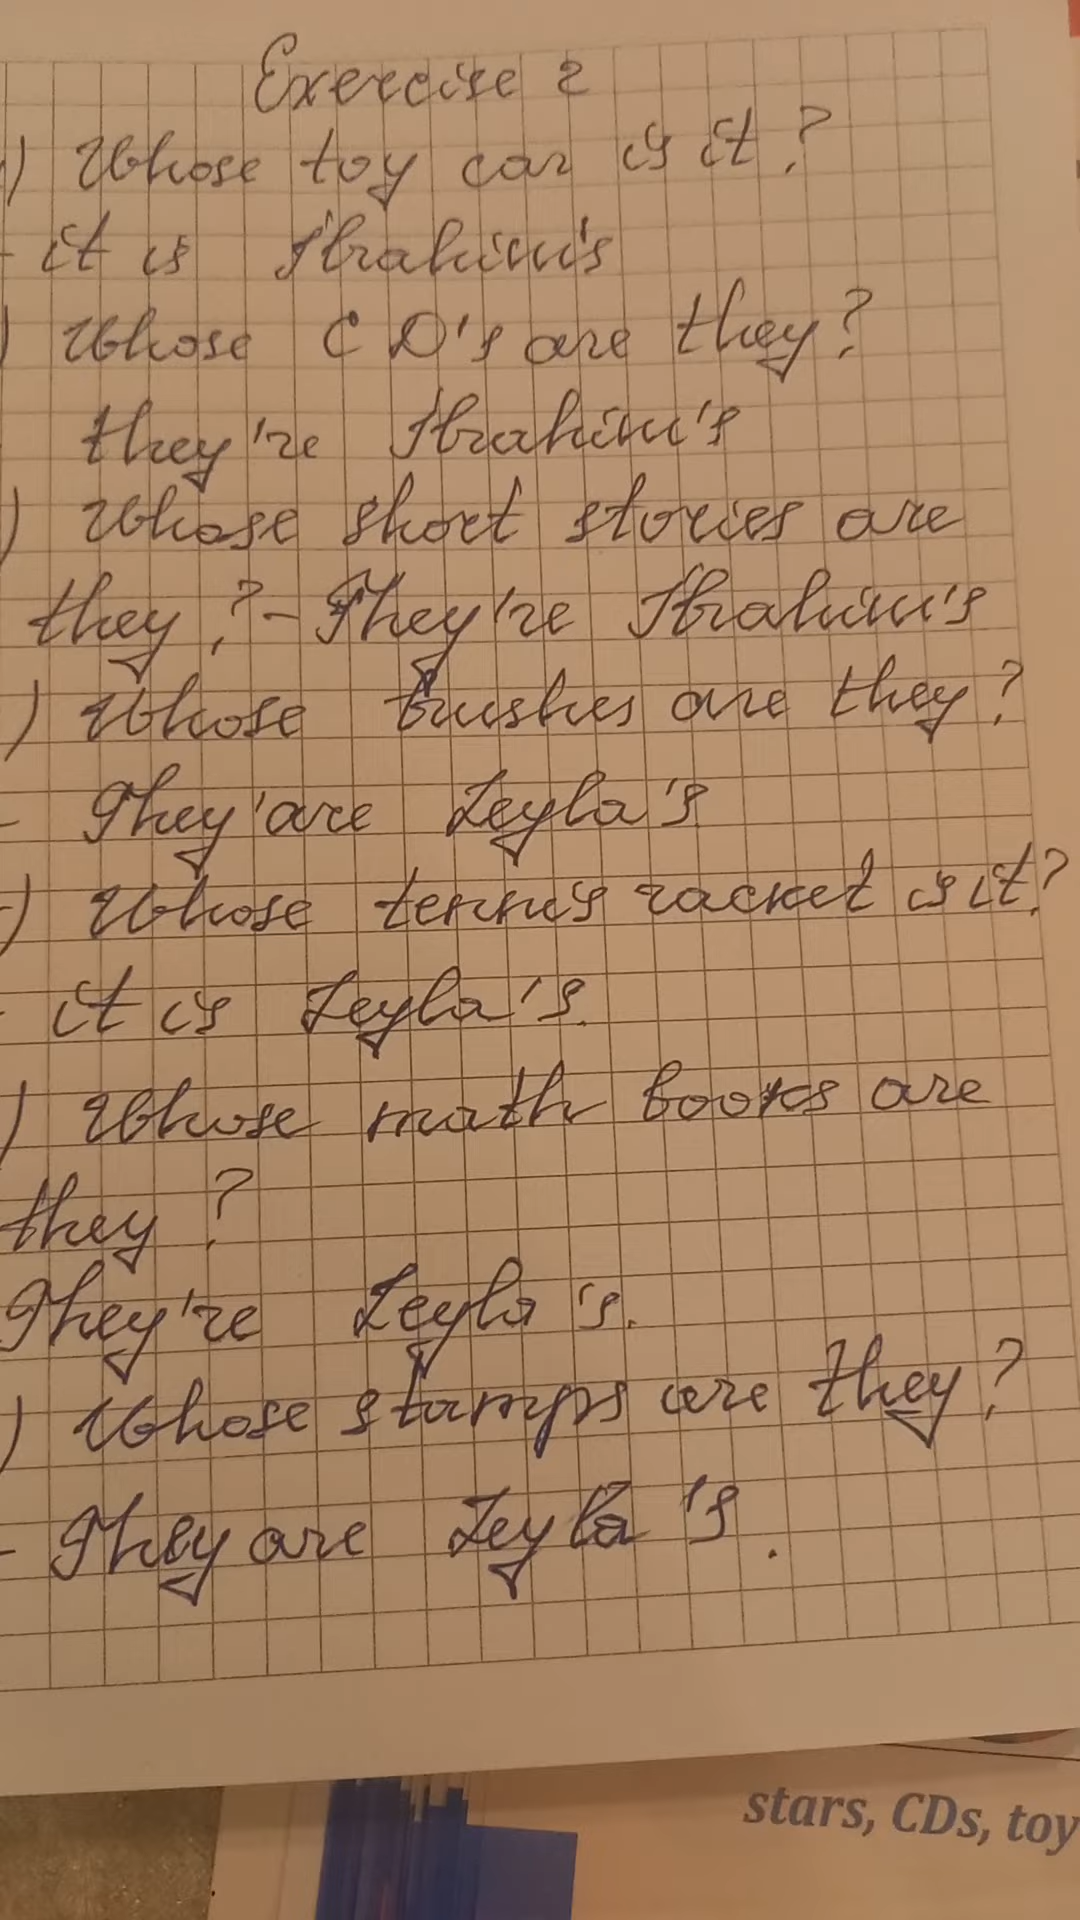 Exercise 2
) Whose toy car is it?
- it is Ibrahim's
) Whose CD's are they?
they're Ibrahim's
) Whose short stories are
they? - They're Ibrahim's
) Whose brushes are they?
- They'are Leyla's
) Whose tennis racket is it?
- it is Leyla's.
) Whose math books are
they?
They're Leyla's.
) Whose stamps are they?
- They are Leyla's.
stars, CDs, toy